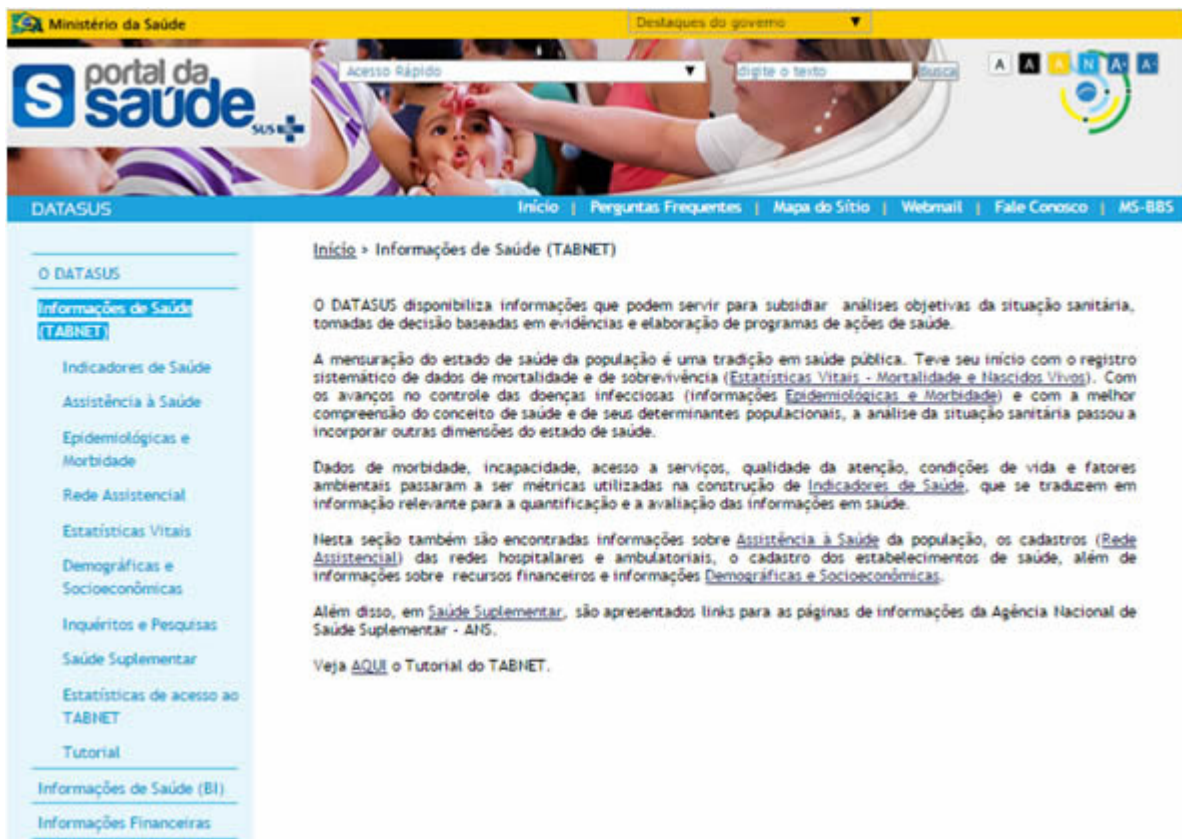 Ministério da Saúde
Destaques do governo
S portal da saúde
SUS
Acesso Rápido
digite o texto
Busca
A A A N A+ A-
DATASUS
Início | Perguntas Frequentes | Mapa do Sítio | Webmail | Fale Conosco | MS-BBS
O DATASUS
Informações de Saúde
(TABNET)
Indicadores de Saúde
Assistência à Saúde
Epidemiológicas e
Morbidade
Rede Assistencial
Estatísticas Vitais
Demográficas e
Socioeconômicas
Inquéritos e Pesquisas
Saúde Suplementar
Estatísticas de acesso ao
TABNET
Tutorial
Informações de Saúde (BI)
Informações Financeiras
Início > Informações de Saúde (TABNET)
O DATASUS disponibiliza informações que podem servir para subsidiar análises objetivas da situação sanitária,
tomadas de decisão baseadas em evidências e elaboração de programas de ações de saúde.
A mensuração do estado de saúde da população é uma tradição em saúde pública. Teve seu início com o registro
sistemático de dados de mortalidade e de sobrevivência (Estatísticas Vitais - Mortalidade e Nascidos Vivos). Com
os avanços no controle das doenças infecciosas (informações Epidemiológicas e Morbidade) e com a melhor
compreensão do conceito de saúde e de seus determinantes populacionais, a análise da situação sanitária passou a
incorporar outras dimensões do estado de saúde.
Dados de morbidade, incapacidade, acesso a serviços, qualidade da atenção, condições de vida e fatores
ambientais passaram a ser métricas utilizadas na construção de Indicadores de Saúde, que se traduzem em
informação relevante para a quantificação e a avaliação das informações em saúde.
Nesta seção também são encontradas informações sobre Assistência à Saúde da população, os cadastros (Rede
Assistencial) das redes hospitalares e ambulatoriais, o cadastro dos estabelecimentos de saúde, além de
informações sobre recursos financeiros e informações Demográficas e Socioeconômicas.
Além disso, em Saúde Suplementar, são apresentados links para as páginas de informações da Agência Nacional de
Saúde Suplementar - ANS.
Veja AQUI o Tutorial do TABNET.